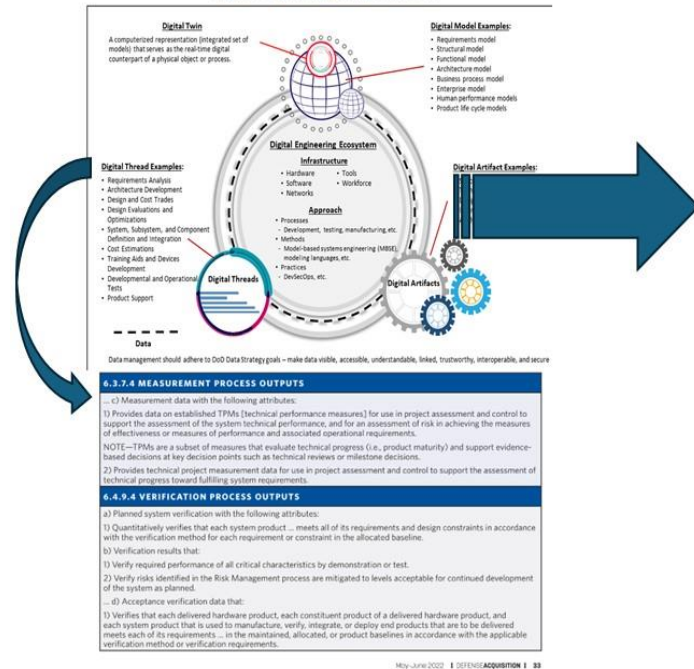 Digital Twin
A computerized representation (integrated set of
models) that serves as the real-time digital
counterpart of a physical object or process.
Digital Model Examples:
• Requirements model
• Structural model
• Functional model
• Architecture model
• Business process model
• Enterprise model
• Human performance models
• Product life cycle models
Digital Engineering Ecosystem
Infrastructure
• Hardware
• Software
• Networks
• Tools
• Workforce
Approach
• Processes
- Development, testing, manufacturing, etc.
• Methods
- Model-based systems engineering (MBSE),
modeling languages, etc.
• Practices
- DevSecOps, etc.
Digital Thread Examples:
• Requirements Analysis
• Architecture Development
• Design and Cost Trades
• Design Evaluations and
Optimizations
• System, Subsystem, and Component
Definition and Integration
• Cost Estimations
• Training Aids and Devices
Development
• Developmental and Operational
Tests
• Product Support
Digital Artifact Examples:
Digital Threads
Digital Artifacts
Data
Data management should adhere to DoD Data Strategy goals – make data visible, accessible, understandable, linked, trustworthy, interoperable, and secure
6.3.7.4 MEASUREMENT PROCESS OUTPUTS
... c) Measurement data with the following attributes:
1) Provides data on established TPMs [technical performance measures] for use in project assessment and control to
support the assessment of the system technical performance, and for an assessment of risk in achieving the measures
of effectiveness or measures of performance and associated operational requirements.
NOTE—TPMs are a subset of measures that evaluate technical progress (i.e., product maturity) and support evidence-
based decisions at key decision points such as technical reviews or milestone decisions.
2) Provides technical project measurement data for use in project assessment and control to support the assessment of
technical progress toward fulfilling system requirements.
6.4.9.4 VERIFICATION PROCESS OUTPUTS
a) Planned system verification with the following attributes:
1) Quantitatively verifies that each system product ... meets all of its requirements and design constraints in accordance
with the verification method for each requirement or constraint in the allocated baseline.
b) Verification results that:
1) Verify required performance of all critical characteristics by demonstration or test.
2) Verify risks identified in the Risk Management process are mitigated to levels acceptable for continued development
of the system as planned.
... d) Acceptance verification data that:
1) Verifies that each delivered hardware product, each constituent product of a delivered hardware product, and
each system product that is used to manufacture, verify, integrate, or deploy end products that are to be delivered
meets each of its requirements ... in the maintained, allocated, or product baselines in accordance with the applicable
verification method or verification requirements.
May-June 2022 | DEFENSEACQUISITION | 33